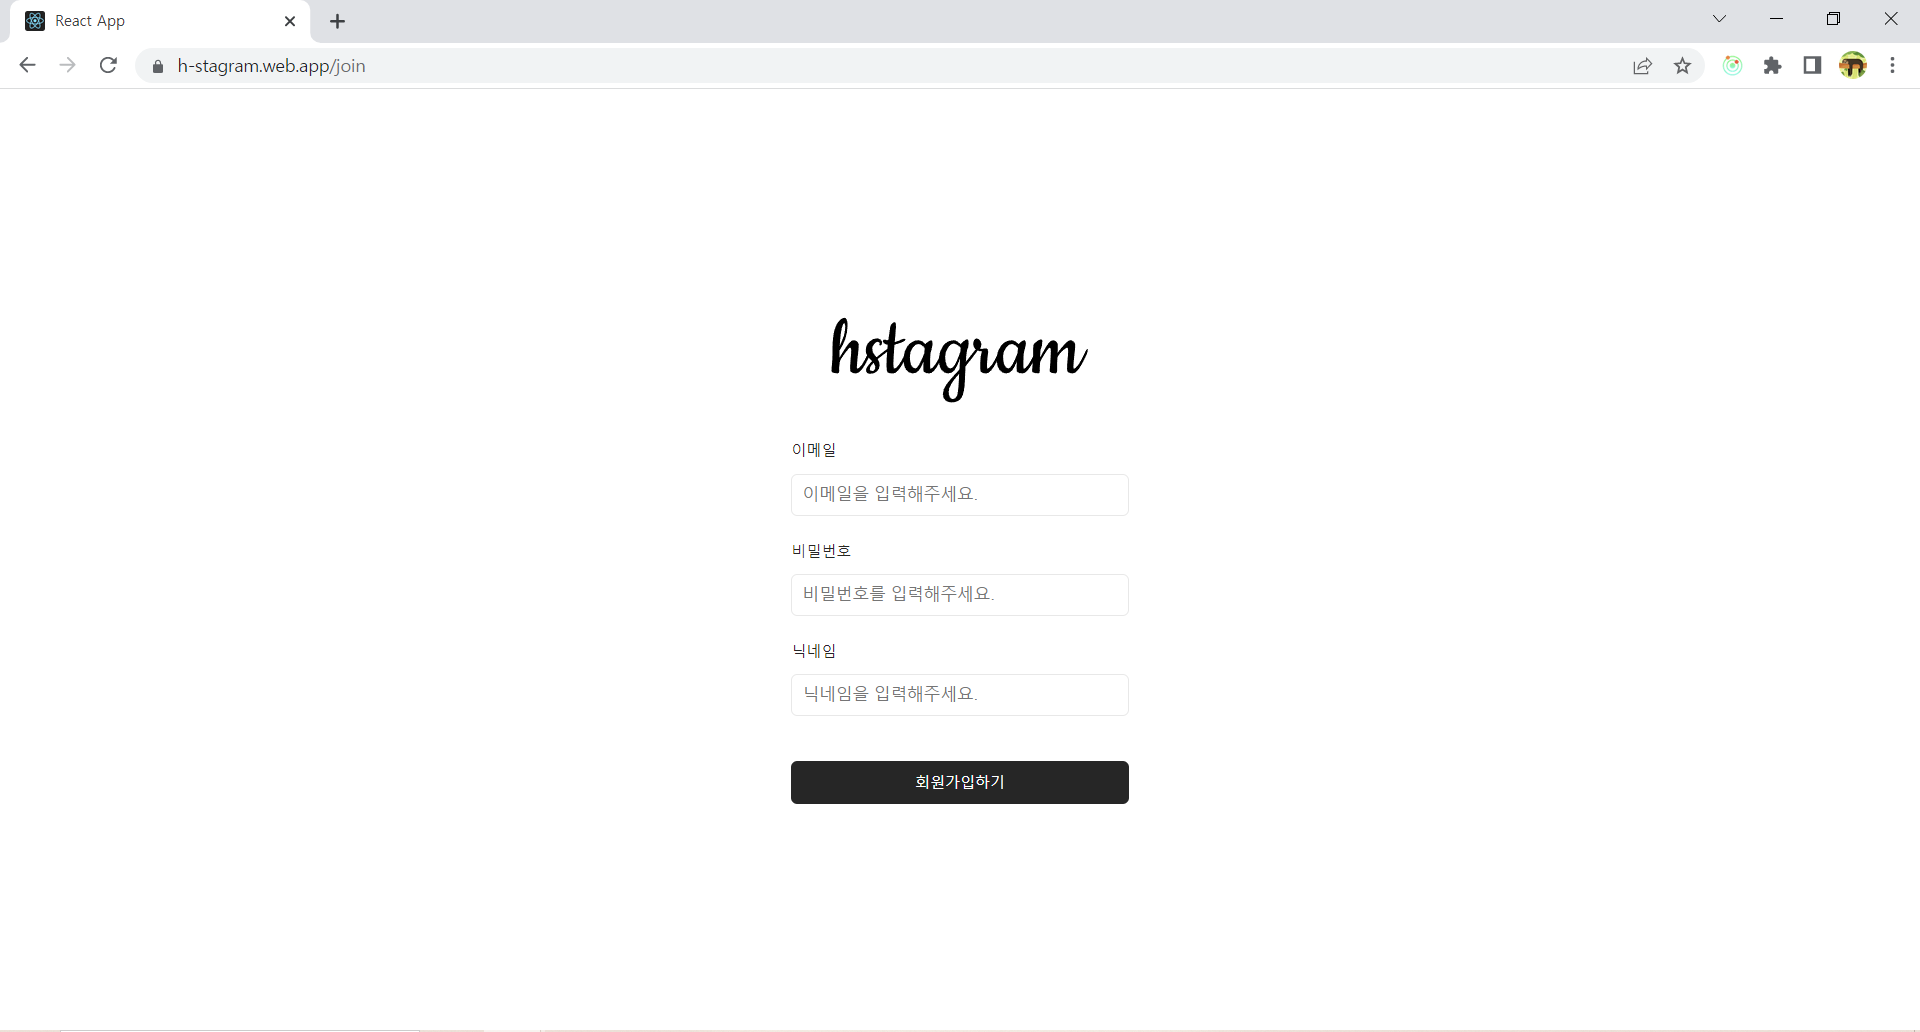 React App
h-stagram.web.app/join
hstagram
이메일
이메일을 입력해주세요.
비밀번호
비밀번호를 입력해주세요.
닉네임
닉네임을 입력해주세요.
회원가입하기